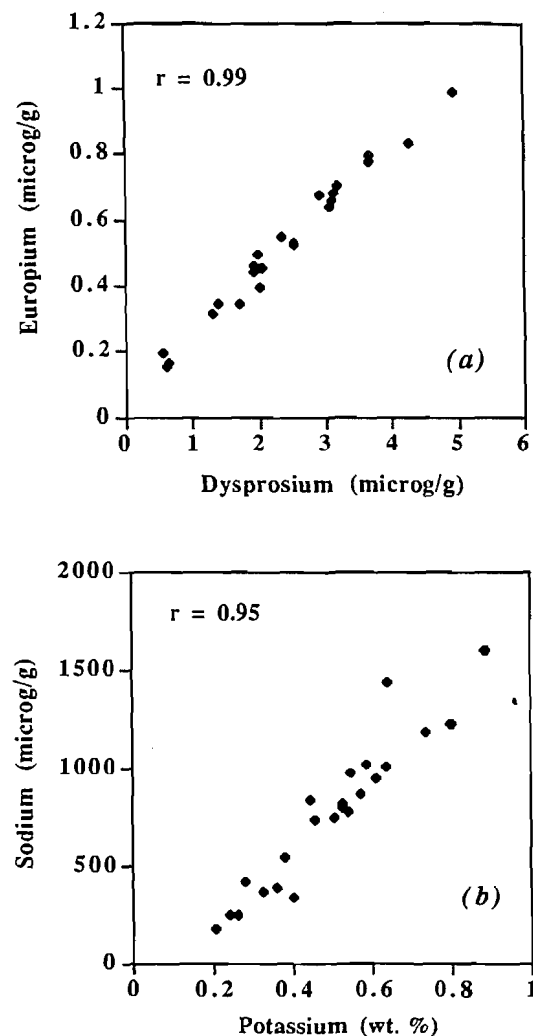 1.2
r = 0.99
1
0.8
0.6
0.4
0.2
0
Europium (microg/g)
(a)
0 1 2 3 4 5 6
Dysprosium (microg/g)
2000
r = 0.95
1500
1000
500
0
Sodium (microg/g)
(b)
0 0.2 0.4 0.6 0.8 1
Potassium (wt. %)